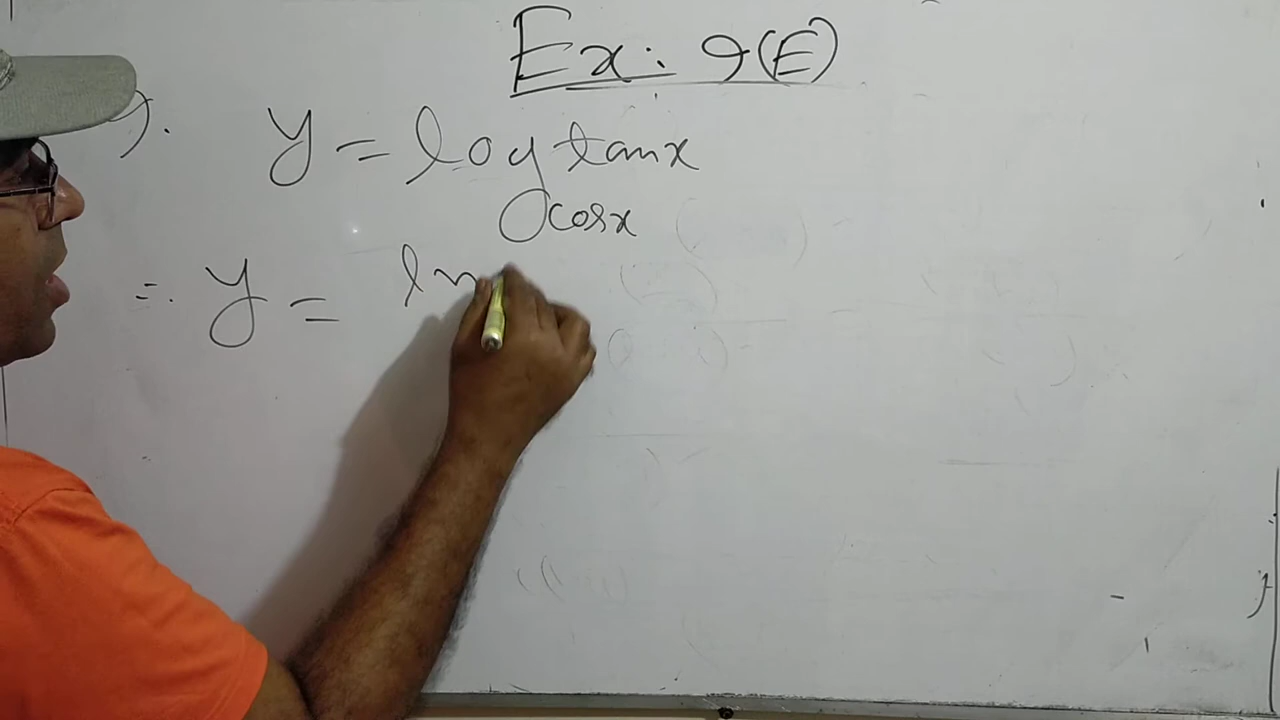 Ex: 9(E)
y = log tanx
cosx
∴ y = ln